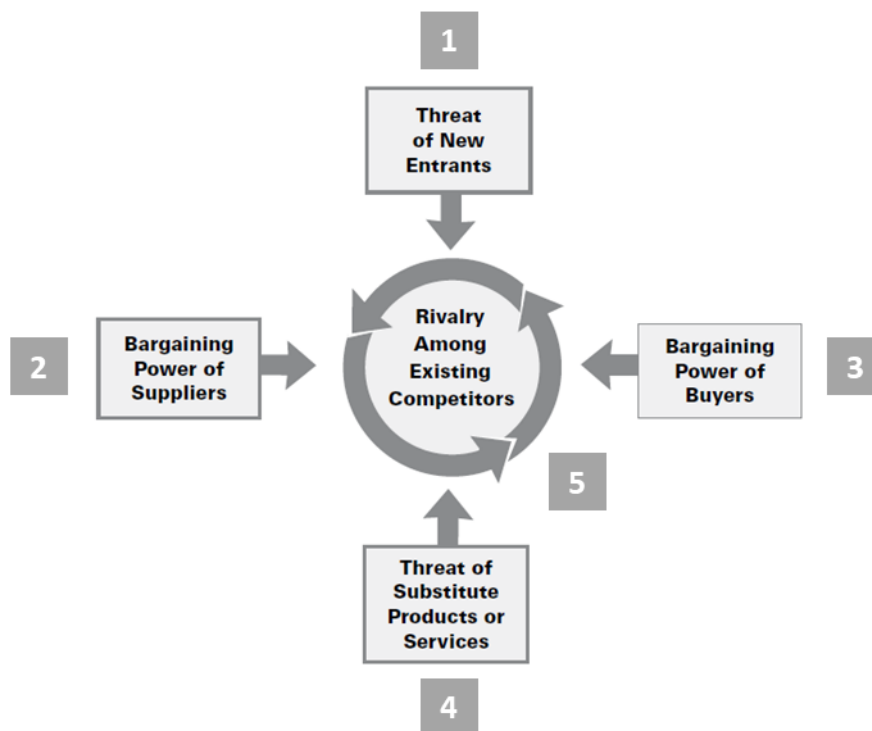 1
Threat
of New
Entrants
2
Bargaining
Power of
Suppliers
Rivalry
Among
Existing
Competitors
Bargaining
Power of
Buyers
3
5
Threat of
Substitute
Products or
Services
4